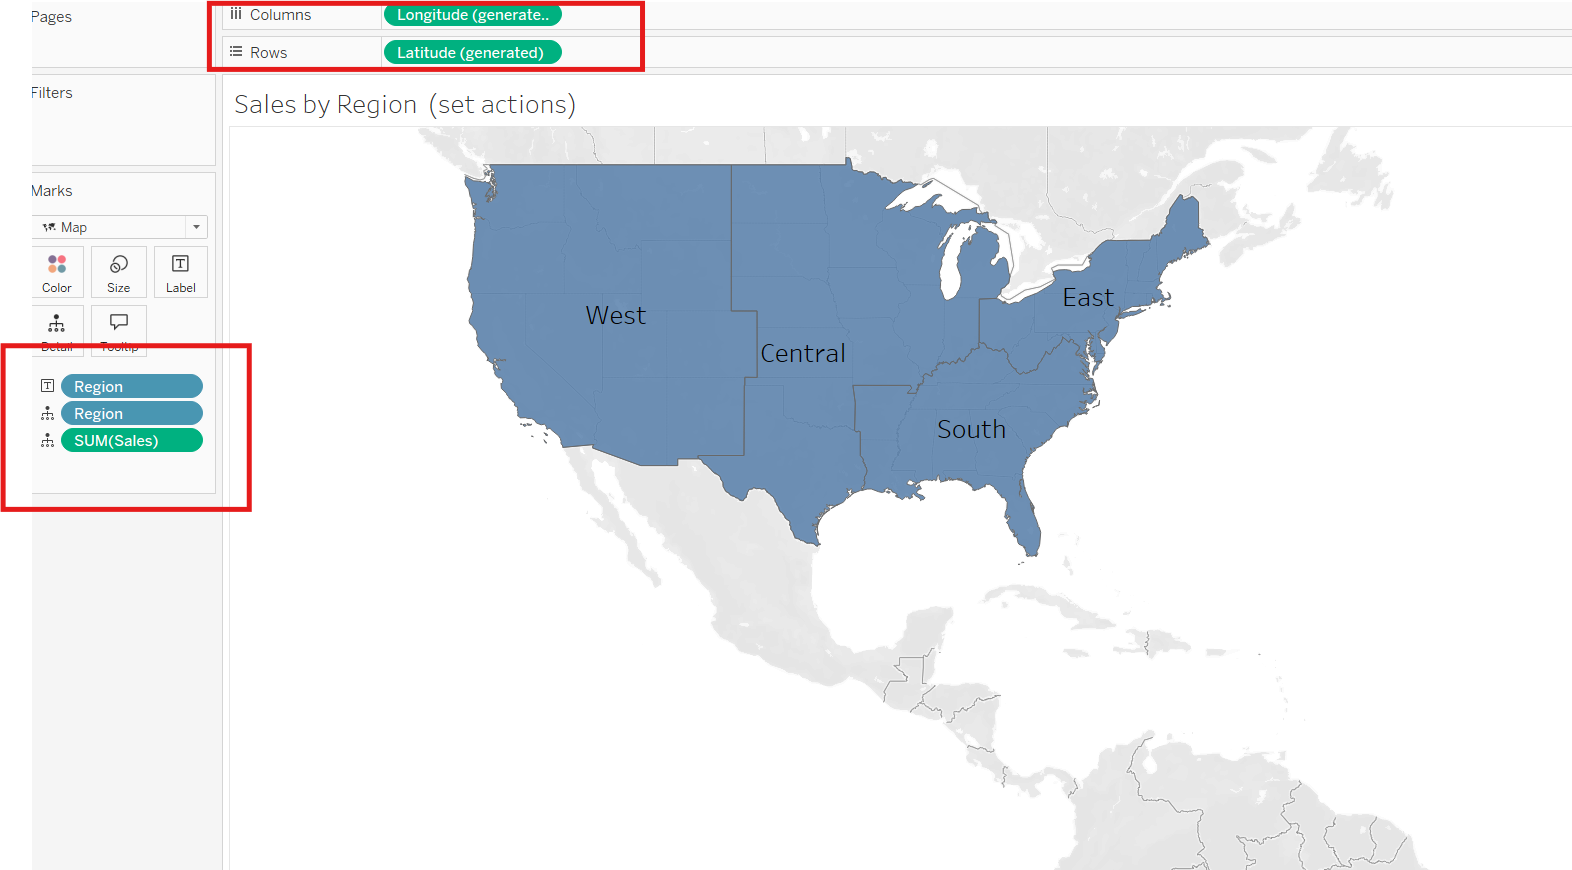 Pages
Columns
Longitude (generate..
Rows
Latitude (generated)
Filters
Sales by Region (set actions)
Marks
Map
Color
Size
Label
Detail
Tooltip
Region
Region
SUM(Sales)
West
Central
East
South